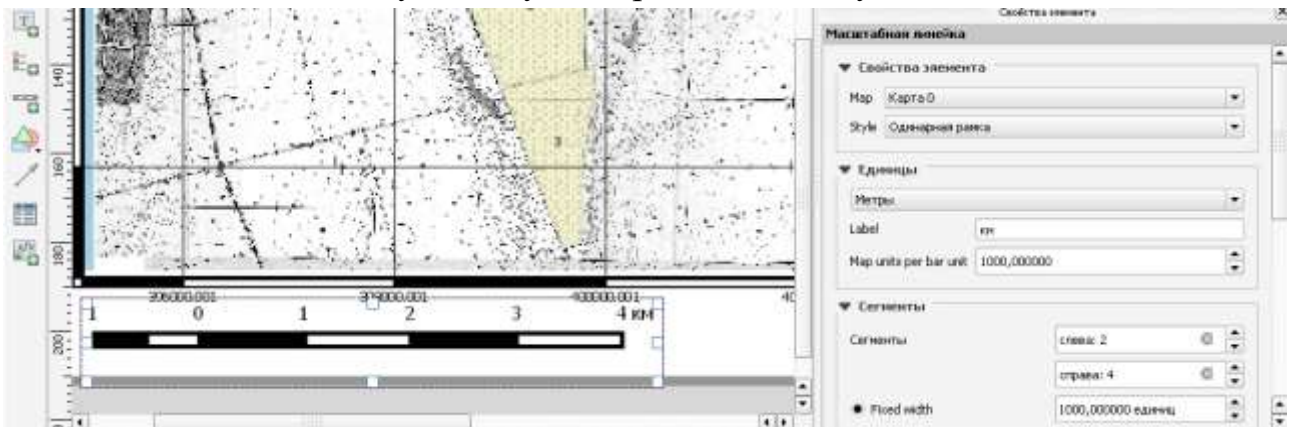 Свойства элемента
Масштабная линейка
Свойства элемента
Map Карта 0
Style Одинарная рамка
Единицы
Метры
Label км
Map units per bar unit 1000,000000
Сегменты
Сегменты слева: 2
справа: 4
Fixed width 1000,000000 единиц
140
160
180
200
3
396000.001
400000.001
40
1 0 1 2 3 4 км